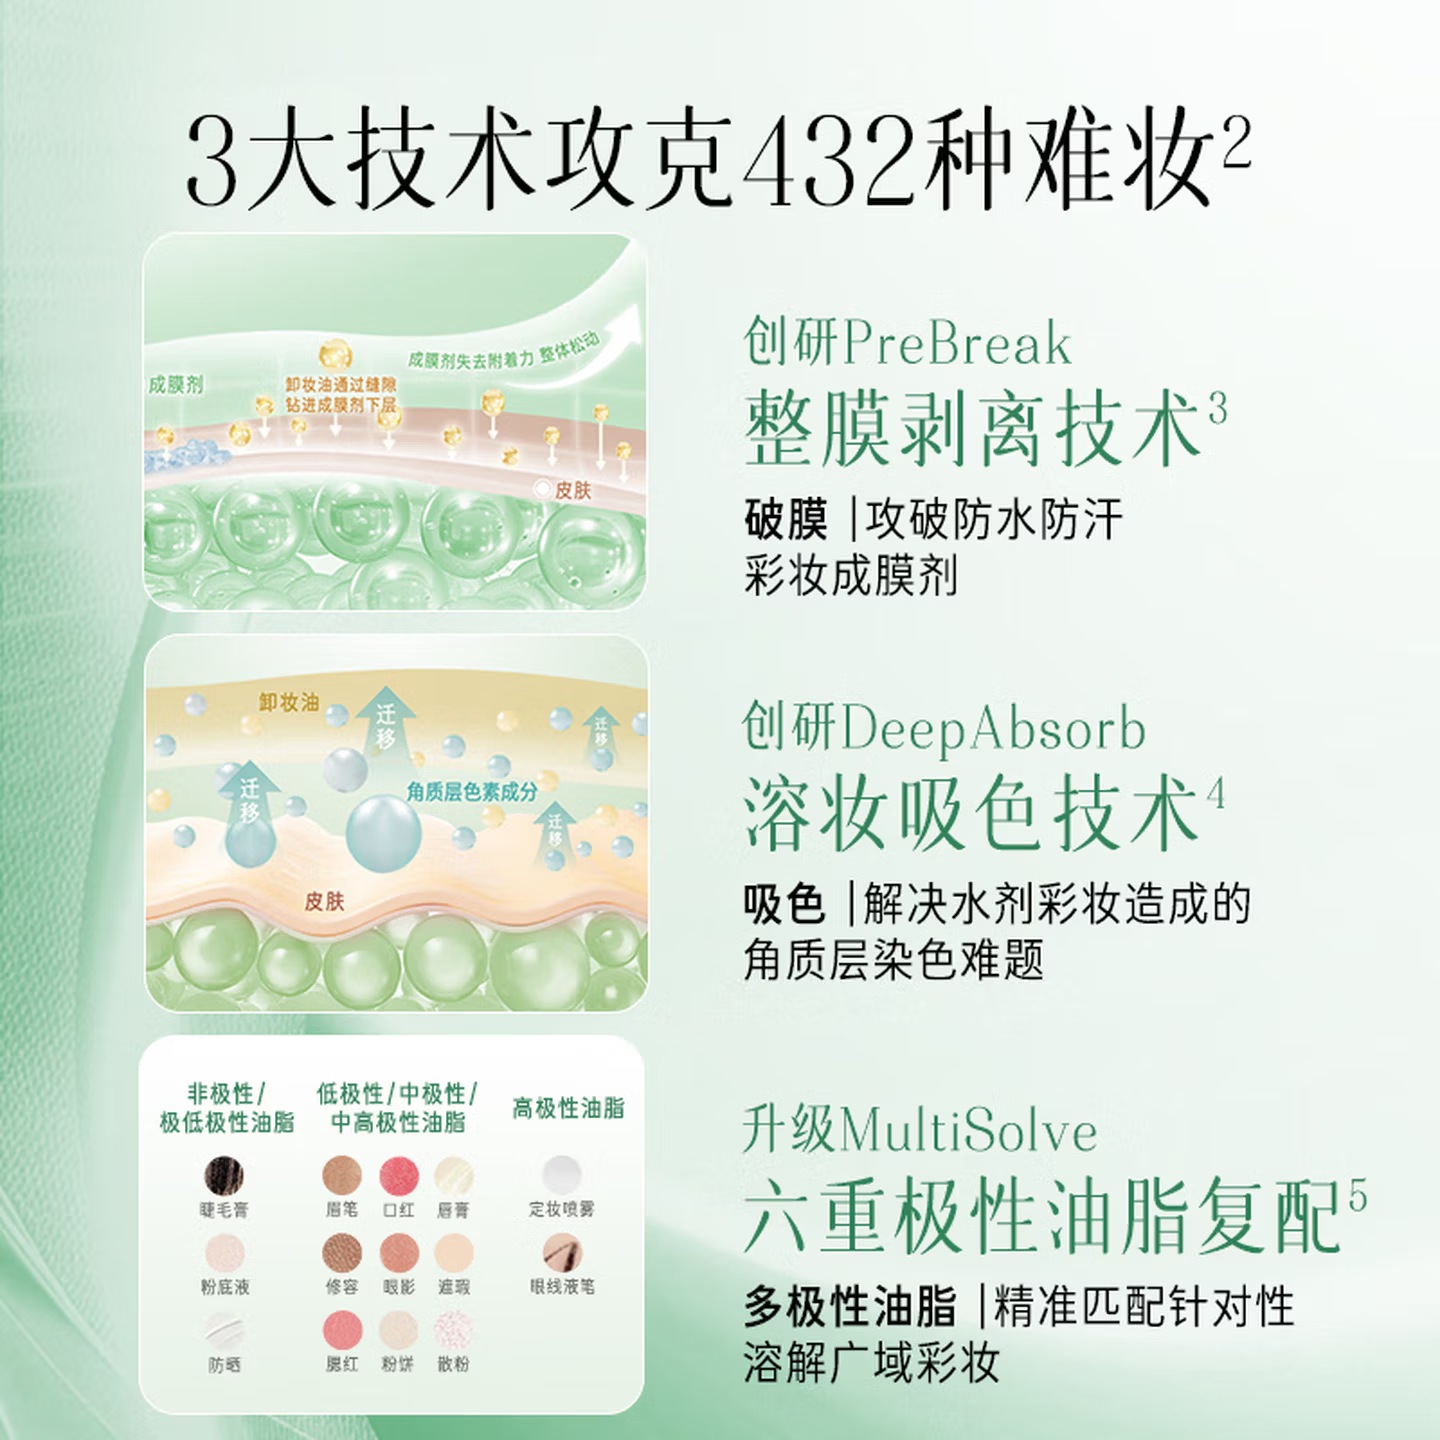 3大技术攻克432种难妆2
成膜剂
卸妆油通过缝隙
钻进成膜剂下层
成膜剂失去附着力 整体松动
皮肤
创研PreBreak
整膜剥离技术3
破膜 |攻破防水防汗
彩妆成膜剂
卸妆油
迁移
迁移
迁移
角质层色素成分
迁移
皮肤
创研DeepAbsorb
溶妆吸色技术4
吸色 |解决水剂彩妆造成的
角质层染色难题
非极性/
极低极性油脂
睫毛膏
粉底液
防晒
低极性/中极性/
中高极性油脂
眉笔 口红 唇膏
修容 眼影 遮瑕
腮红 粉饼 散粉
高极性油脂
定妆喷雾
眼线液笔
升级MultiSolve
六重极性油脂复配5
多极性油脂 |精准匹配针对性
溶解广域彩妆